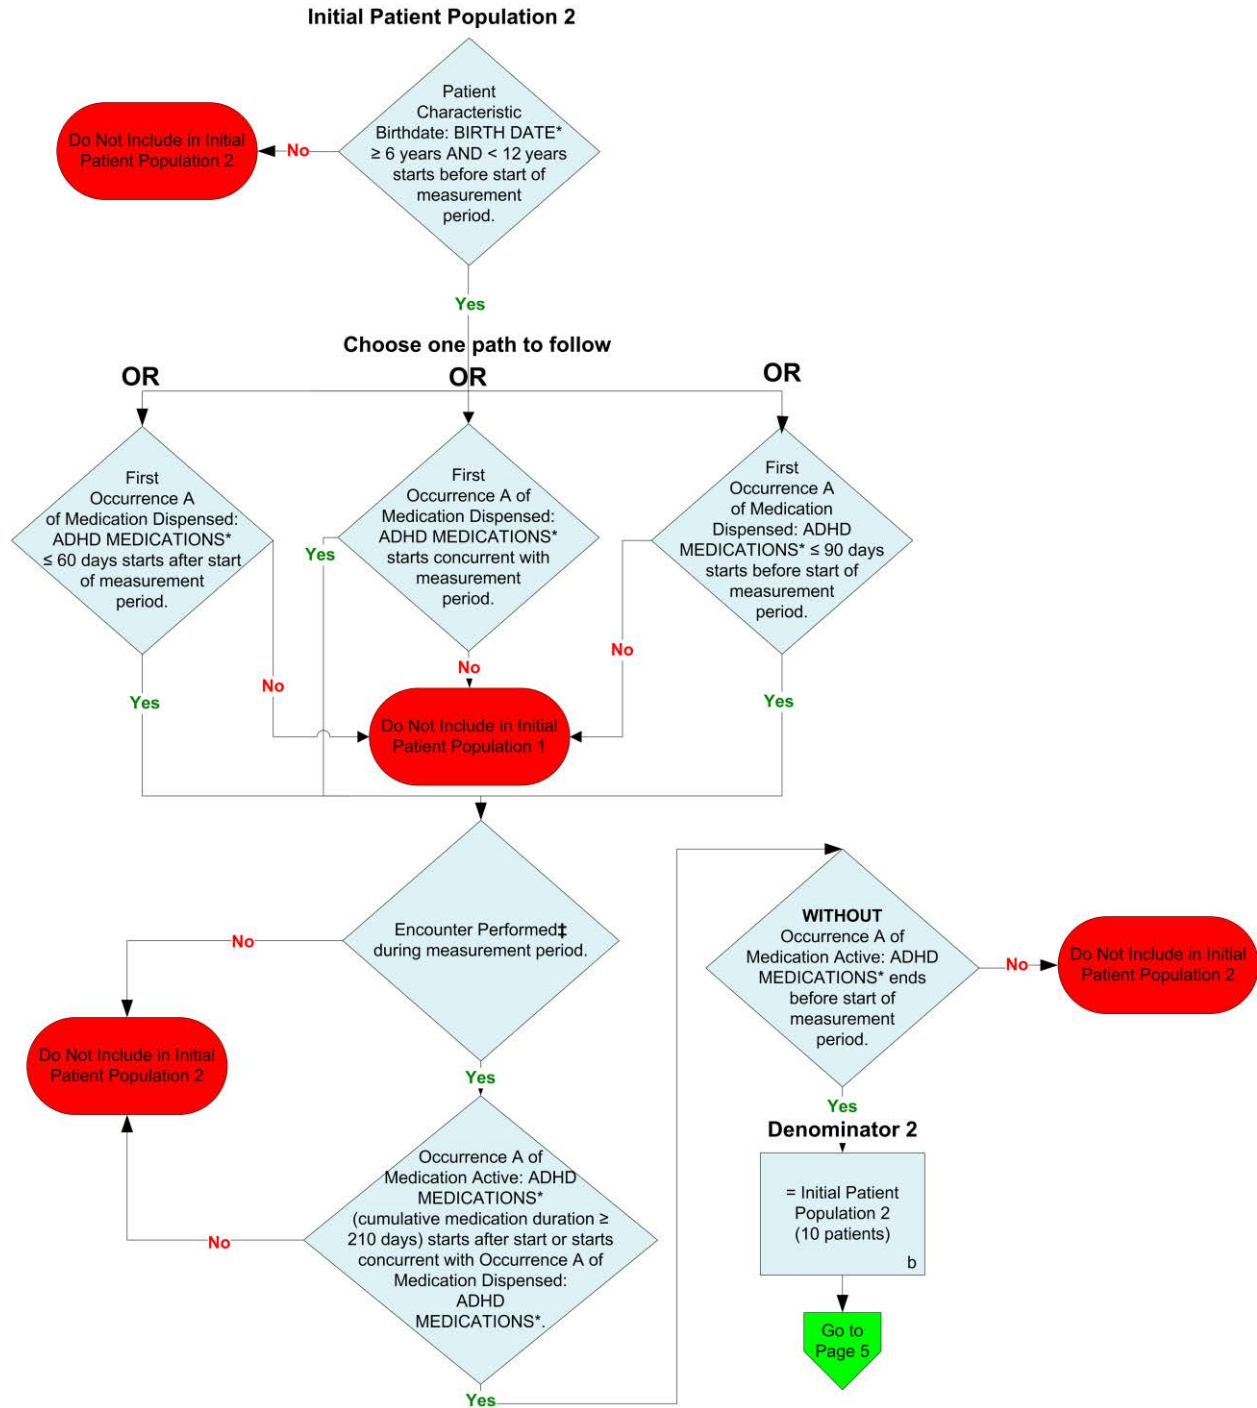 Initial Patient Population 2
Patient
Characteristic
Birthdate: BIRTH DATE*
≥ 6 years AND < 12 years
starts before start of
measurement
period.
No
Do Not Include in Initial
Patient Population 2
Yes
Choose one path to follow
OR
OR
OR
First
Occurrence A
of Medication Dispensed:
ADHD MEDICATIONS*
≤ 60 days starts after start
of measurement
period.
First
Occurrence A of
Medication Dispensed:
ADHD MEDICATIONS*
starts concurrent with
measurement
period.
First
Occurrence A
of Medication
Dispensed: ADHD
MEDICATIONS* ≤ 90 days
starts before start of
measurement
period.
Yes
No
No
No
Yes
Yes
Do Not Include in Initial
Patient Population 1
Encounter Performed‡
during measurement period.
No
Do Not Include in Initial
Patient Population 2
Yes
Occurrence A of
Medication Active: ADHD
MEDICATIONS*
(cumulative medication duration ≥
210 days) starts after start or starts
concurrent with Occurrence A of
Medication Dispensed:
ADHD
MEDICATIONS*.
No
Yes
WITHOUT
Occurrence A of
Medication Active: ADHD
MEDICATIONS* ends
before start of
measurement
period.
No
Do Not Include in Initial
Patient Population 2
Yes
Denominator 2
= Initial Patient
Population 2
(10 patients)
b
Go to
Page 5